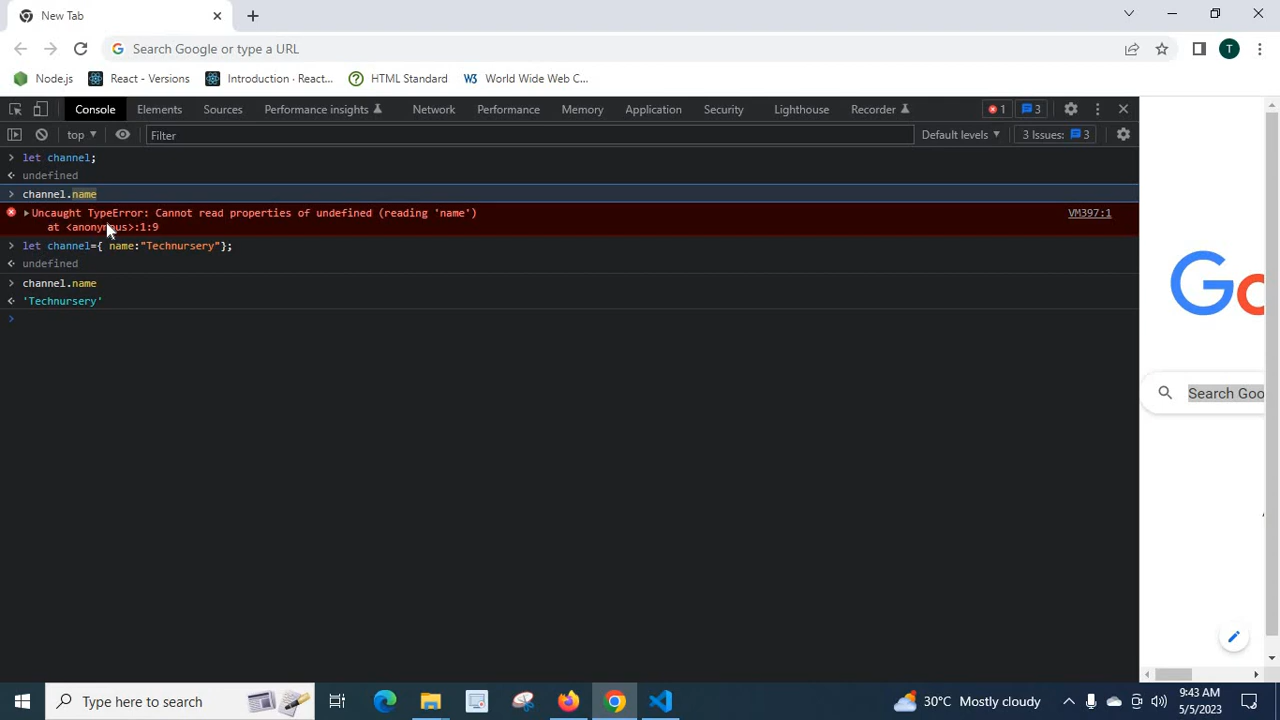 New Tab
Search Google or type a URL
T
Node.js React - Versions Introduction · React... HTML Standard W3 World Wide Web C...
Console Elements Sources Performance insights Network Performance Memory Application Security Lighthouse Recorder 1 3
top Filter Default levels 3 Issues: 3
let channel;
undefined
channel.name
Uncaught TypeError: Cannot read properties of undefined (reading 'name') VM397:1
at <anonymous>:1:9
let channel={ name:"Technursery"};
undefined
channel.name
'Technursery'
Go
Search Goo
Type here to search 30°C Mostly cloudy 9:43 AM
5/5/2023